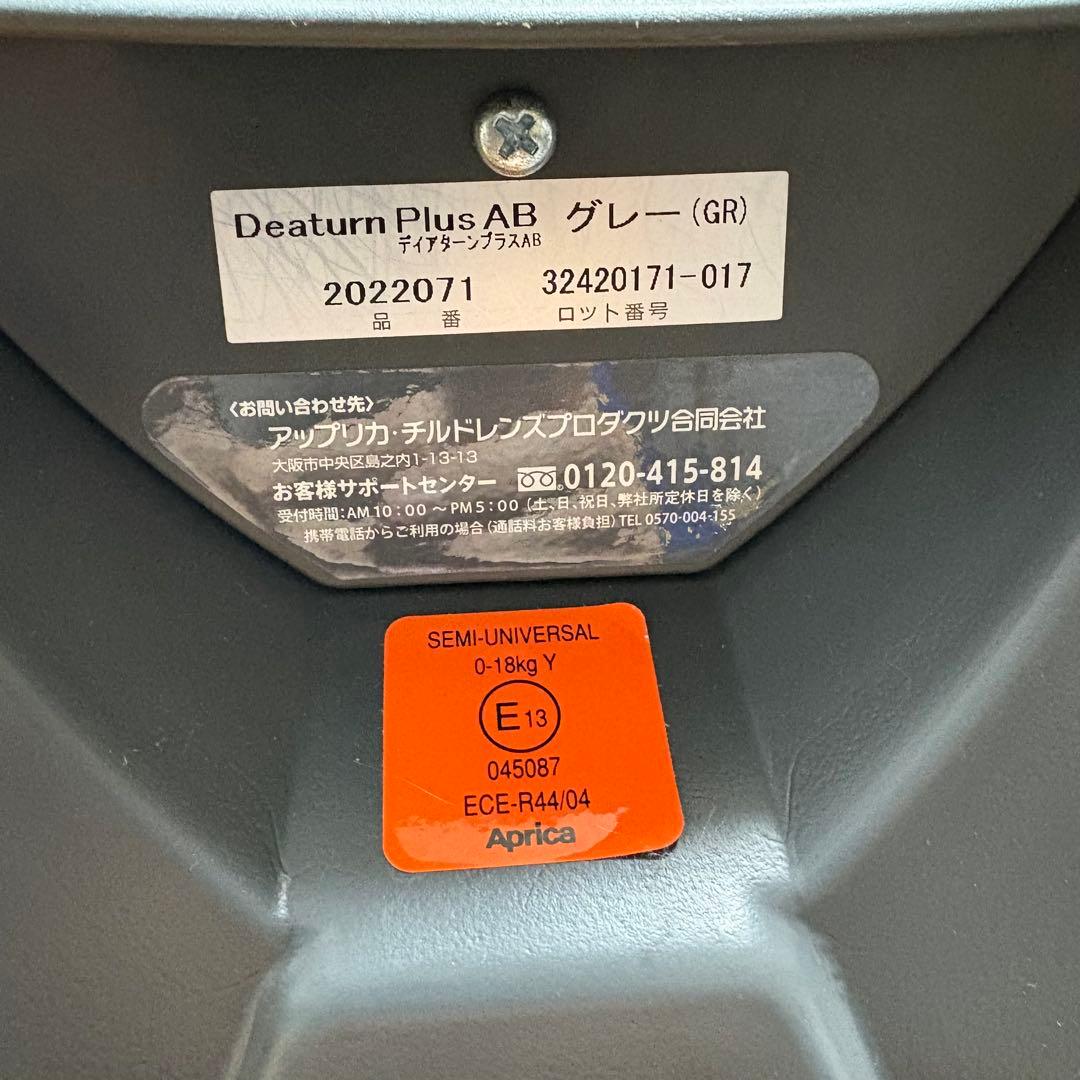 Deaturn Plus AB グレー(GR)
デイアターンプラスAB
2022071 32420171-017
品 番 ロット番号
〈お問い合わせ先〉
アップリカ・チルドレンズプロダクツ合同会社
大阪市中央区島之内1-13-13
お客様サポートセンター 0120-415-814
受付時間:AM10:00～PM5:00(土、日、祝日、弊社所定休日を除く)
携帯電話からご利用の場合(通話料お客様負担)TEL 0570-004-155
SEMI-UNIVERSAL
0-18kg Y
E13
045087
ECE-R44/04
Aprica